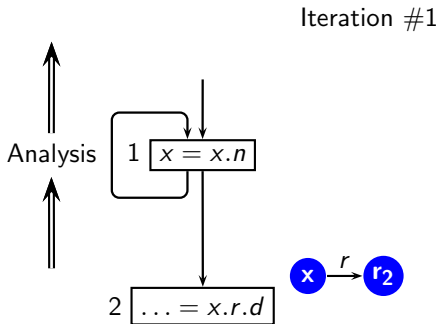 Iteration #1
Analysis
1 x = x.n
x r r₂
2 ... = x.r.d